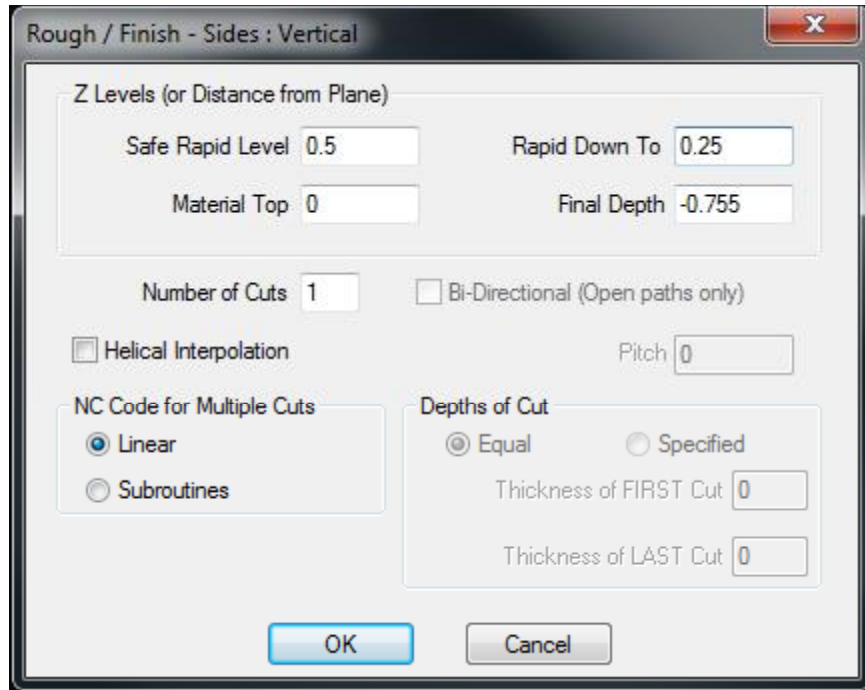 Rough / Finish - Sides : Vertical
Z Levels (or Distance from Plane)
Safe Rapid Level 0.5 Rapid Down To 0.25
Material Top 0 Final Depth -0.755
Number of Cuts 1 Bi-Directional (Open paths only)
Helical Interpolation Pitch 0
NC Code for Multiple Cuts Depths of Cut
Linear Equal Specified
Subroutines Thickness of FIRST Cut 0
Thickness of LAST Cut 0
OK Cancel